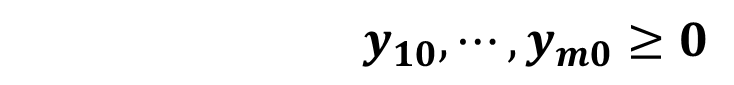 y₁₀, ⋯ , yₘ₀ ≥ 0